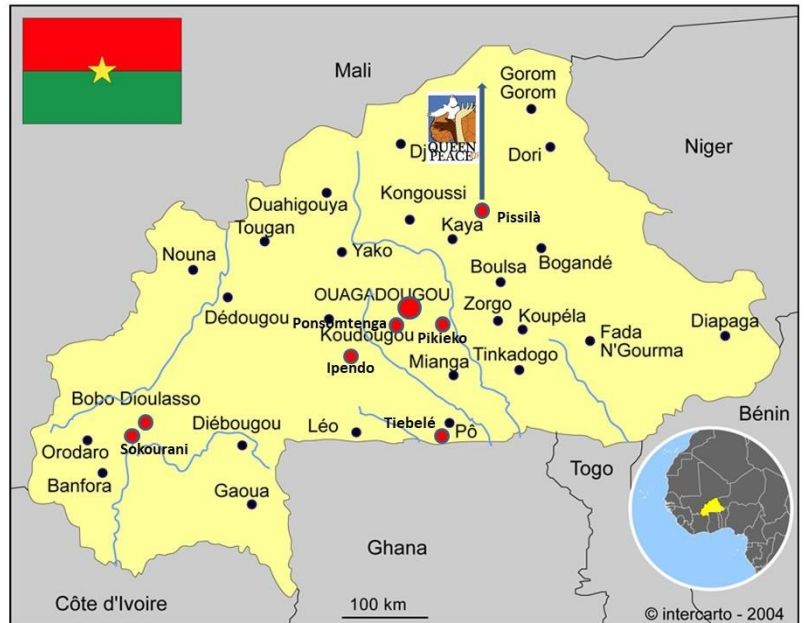 Mali
Gorom
Gorom
QUEEN
PEACE
Dj
Dori
Niger
Ouahigouya
Kongoussi
Pissilà
Tougan
Kaya
Nouna
Yako
Bogandé
Boulsa
OUAGADOUGOU
Dédougou
Zorgo
Ponsomtenga
Pikieko
Koupéla
Koudougou
Fada
N'Gourma
Diapaga
Ipendo
Mianga
Tinkadogo
Bobo Dioulasso
Bénin
Diébougou
Léo
Tiebelé
Pô
Sokourani
Orodaro
Banfora
Togo
Gaoua
Ghana
Côte d'Ivoire
100 km
© intercarto - 2004